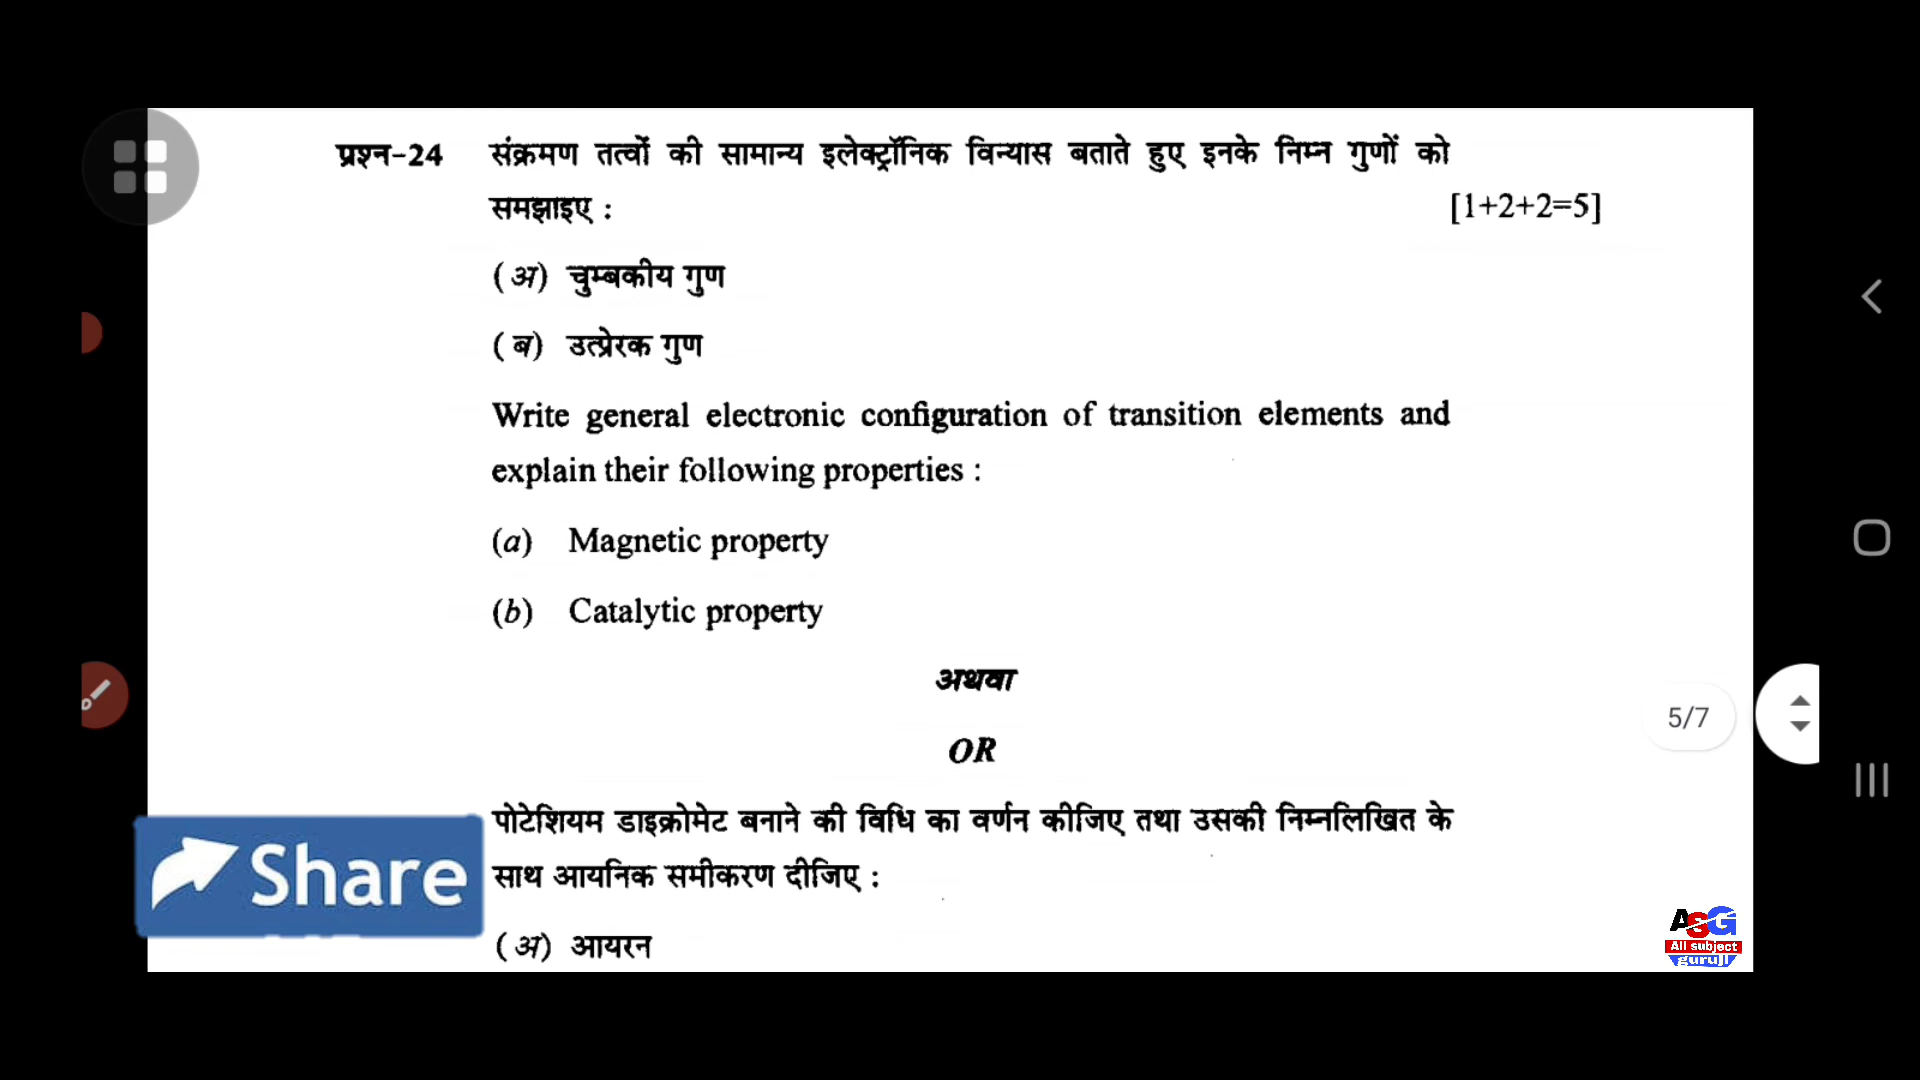 प्रश्न-24 संक्रमण तत्वों की सामान्य इलेक्ट्रॉनिक विन्यास बताते हुए इनके निम्न गुणों को
समझाइए : [1+2+2=5]
(अ) चुम्बकीय गुण
(ब) उत्प्रेरक गुण
Write general electronic configuration of transition elements and
explain their following properties :
(a) Magnetic property
(b) Catalytic property
अथवा
OR
5/7
पोटेशियम डाइक्रोमेट बनाने की विधि का वर्णन कीजिए तथा उसकी निम्नलिखित के
साथ आयनिक समीकरण दीजिए :
Share
(अ) आयरन
ASG
All subject
guruji